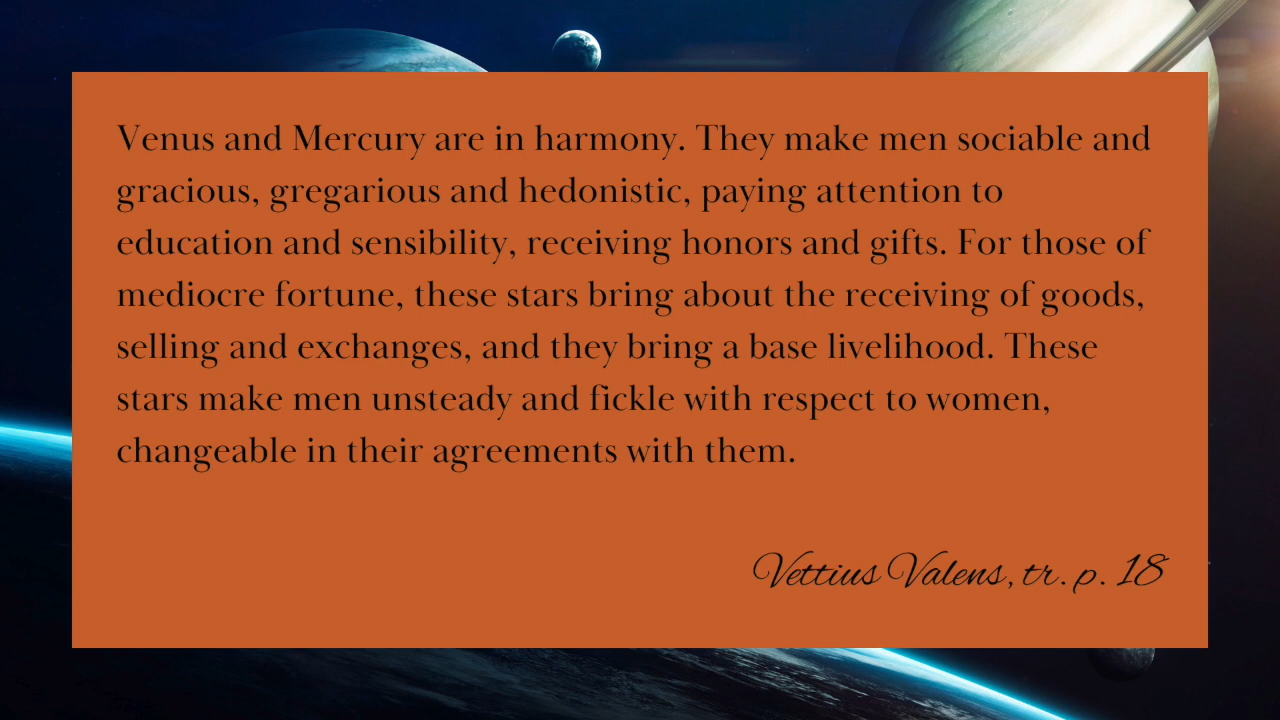 Venus and Mercury are in harmony. They make men sociable and
gracious, gregarious and hedonistic, paying attention to
education and sensibility, receiving honors and gifts. For those of
mediocre fortune, these stars bring about the receiving of goods,
selling and exchanges, and they bring a base livelihood. These
stars make men unsteady and fickle with respect to women,
changeable in their agreements with them.
Vettius Valens, tr. p. 18